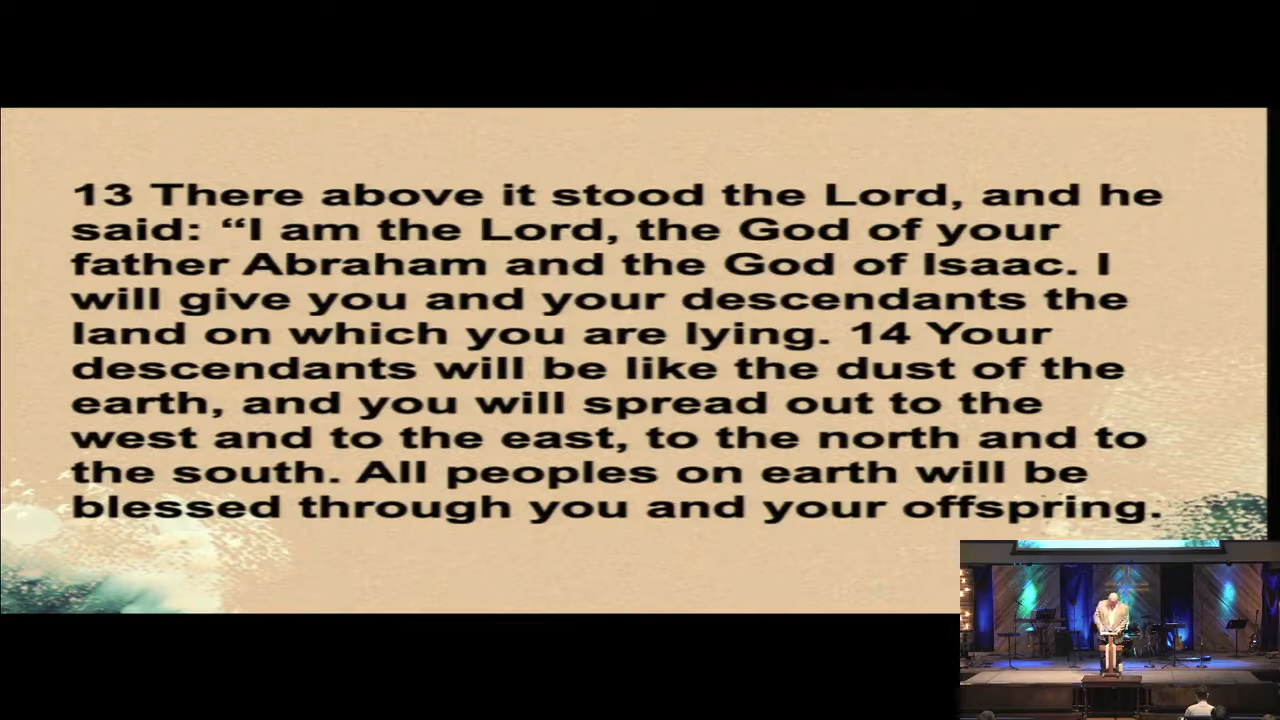 13 There above it stood the Lord, and he
said: “I am the Lord, the God of your
father Abraham and the God of Isaac. I
will give you and your descendants the
land on which you are lying. 14 Your
descendants will be like the dust of the
earth, and you will spread out to the
west and to the east, to the north and to
the south. All peoples on earth will be
blessed through you and your offspring.